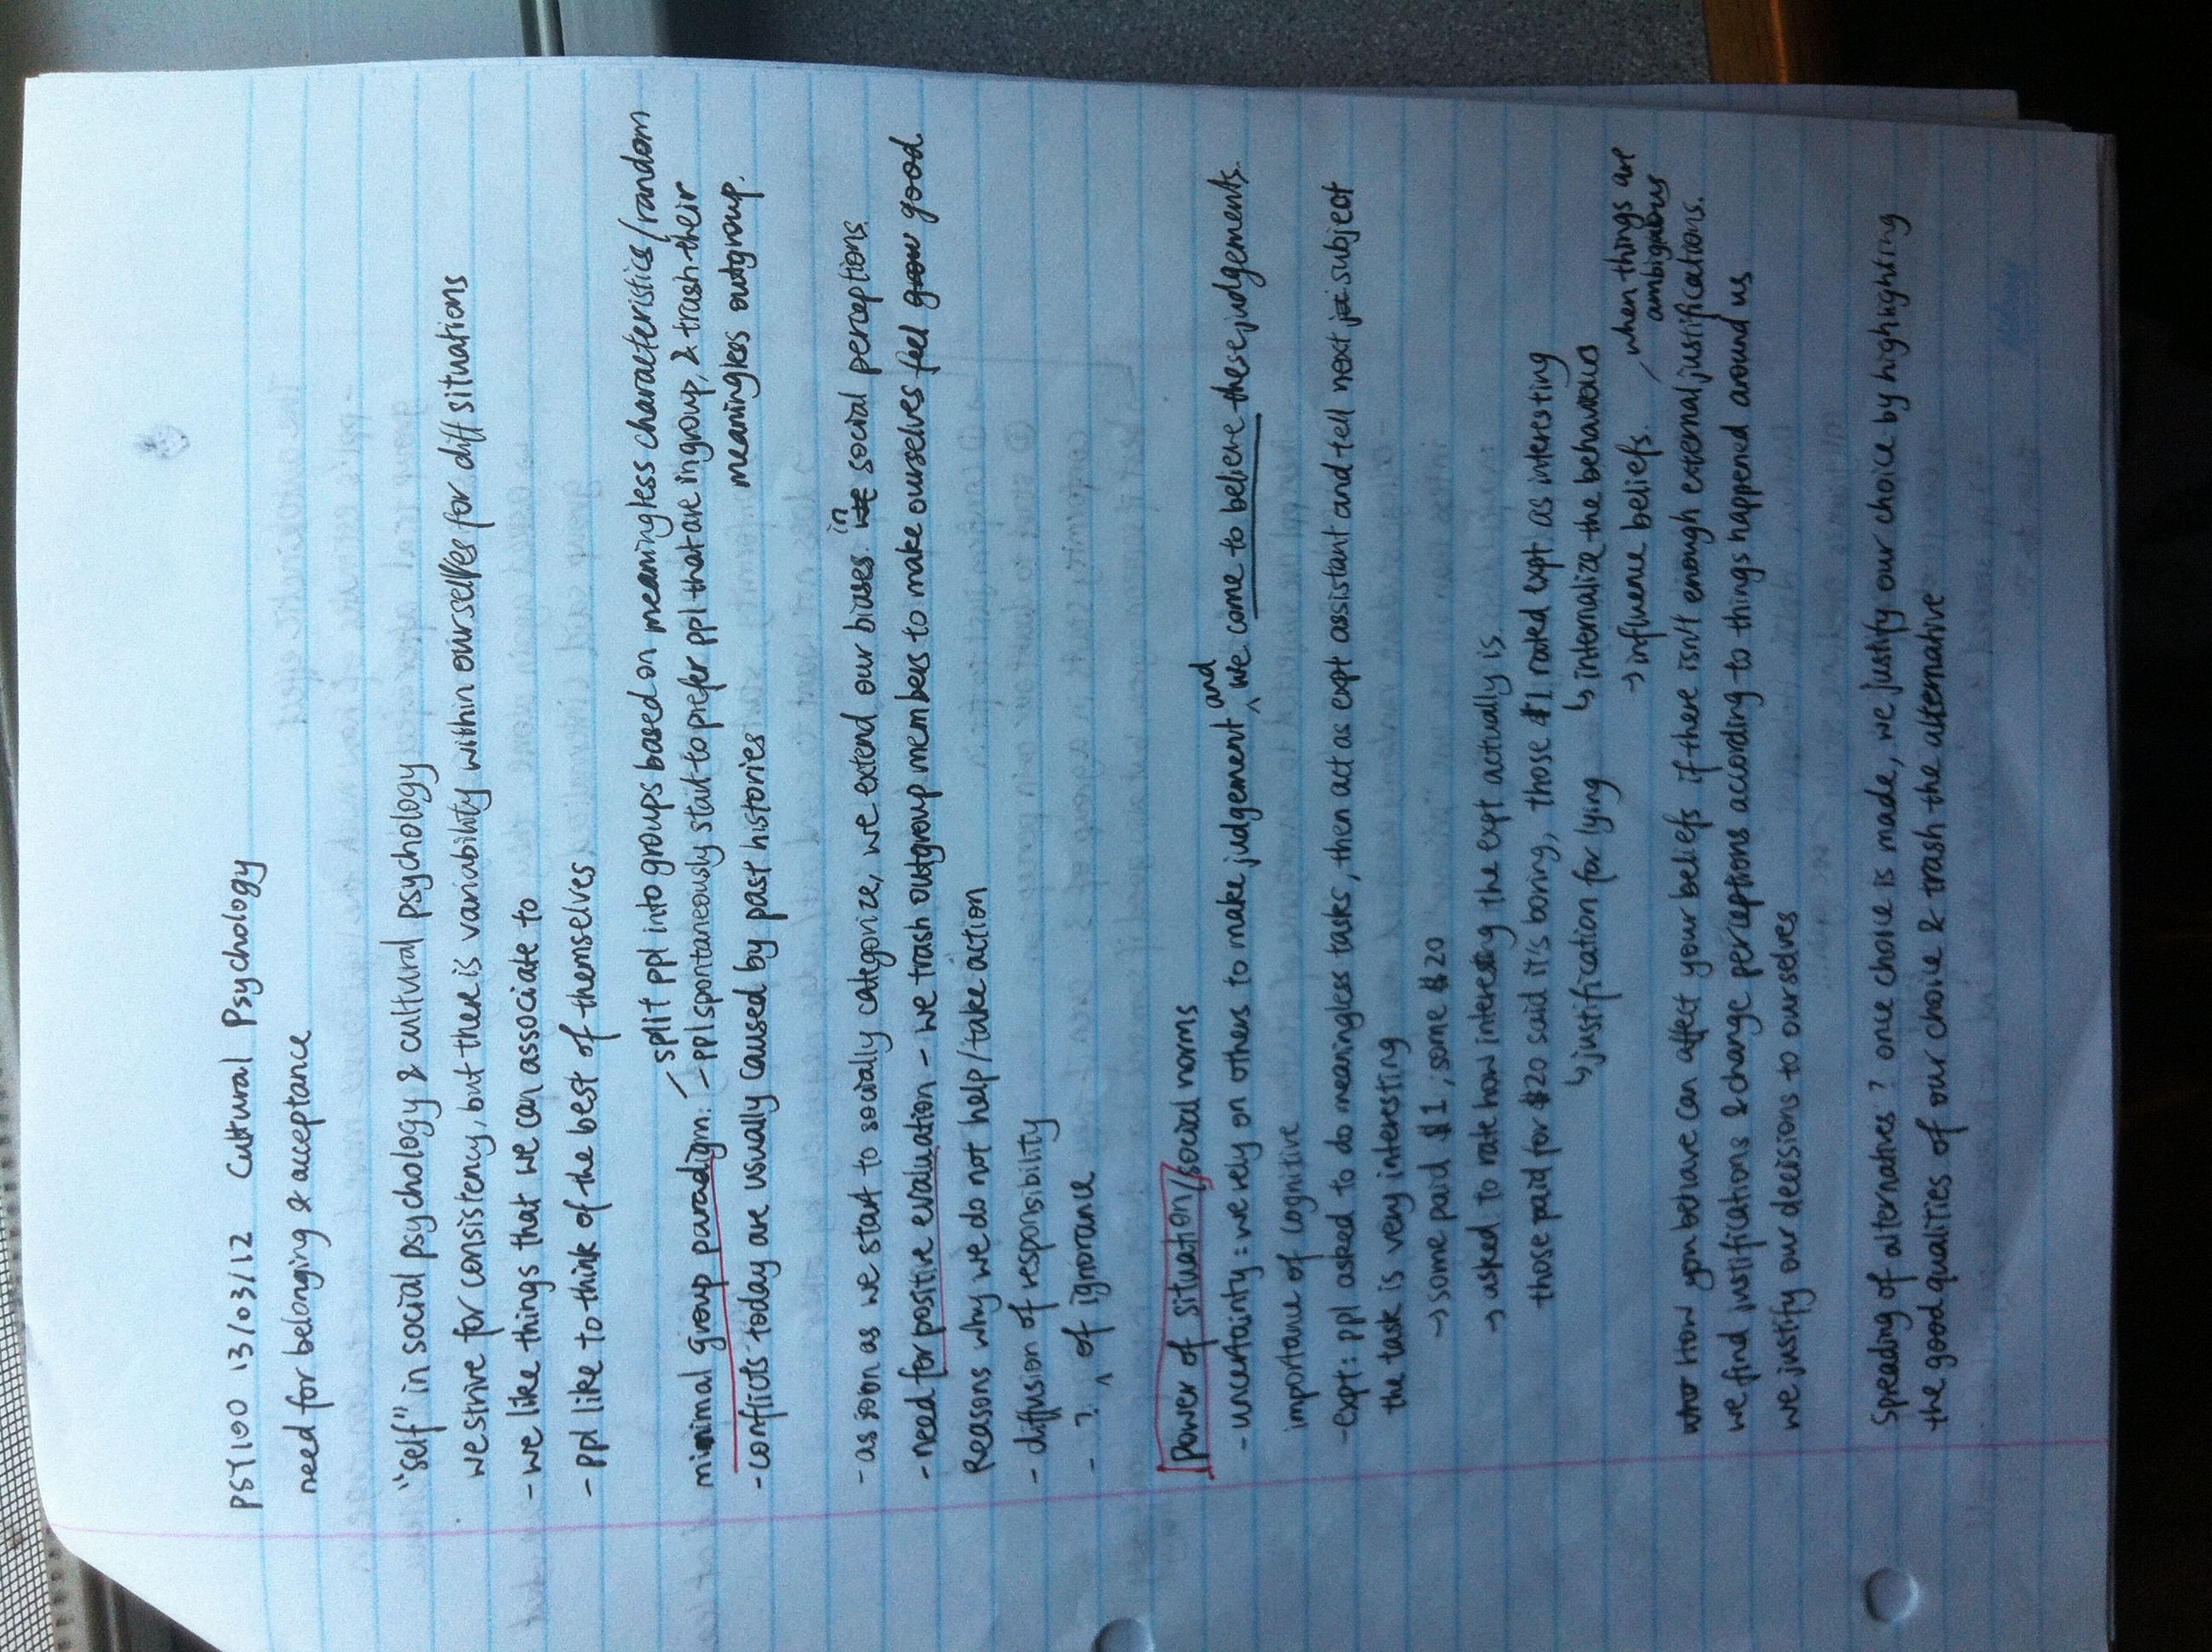 PSY100 13/03/12 Cultural Psychology
need for belonging & acceptance
"self" in social psychology & cultural psychology
we strive for consistency, but there is variability within ourselves for diff situations
- we like things that we can associate to
- ppl like to think of the best of themselves
split ppl into groups based on meaningless characteristics/random
minimal group paradigm: - ppl spontaneously start to prefer ppl that are ingroup, & trash their
meaningless outgroup.
- conflicts today are usually caused by past histories
- as soon as we start to socially categorize, we extend our biases in social perceptions.
- need for positive evaluation - we trash outgroup members to make ourselves feel good.
Reasons why we do not help/take action
- diffusion of responsibility
- ? of ignorance
Power of situation/social norms
- uncertainty: we rely on others to make judgement and we come to believe these judgements.
importance of cognitive
- expt: ppl asked to do meaningless tasks, then act as expt assistant and tell next subject
the task is very interesting
→ some paid $1, some $20
→ asked to rate how interesting the expt actually is.
those paid for $20 said it's boring, those $1 rated expt as interesting
↳ justification for lying ↳ internalize the behaviours
→ influence beliefs. when things are
ambiguous
How you behave can affect your beliefs if there isn't enough external justifications.
we find justifications & change perceptions according to things happened around us
we justify our decisions to ourselves
Spreading of alternatives? once choice is made, we justify our choice by highlighting
the good qualities of our choice & trash the alternative